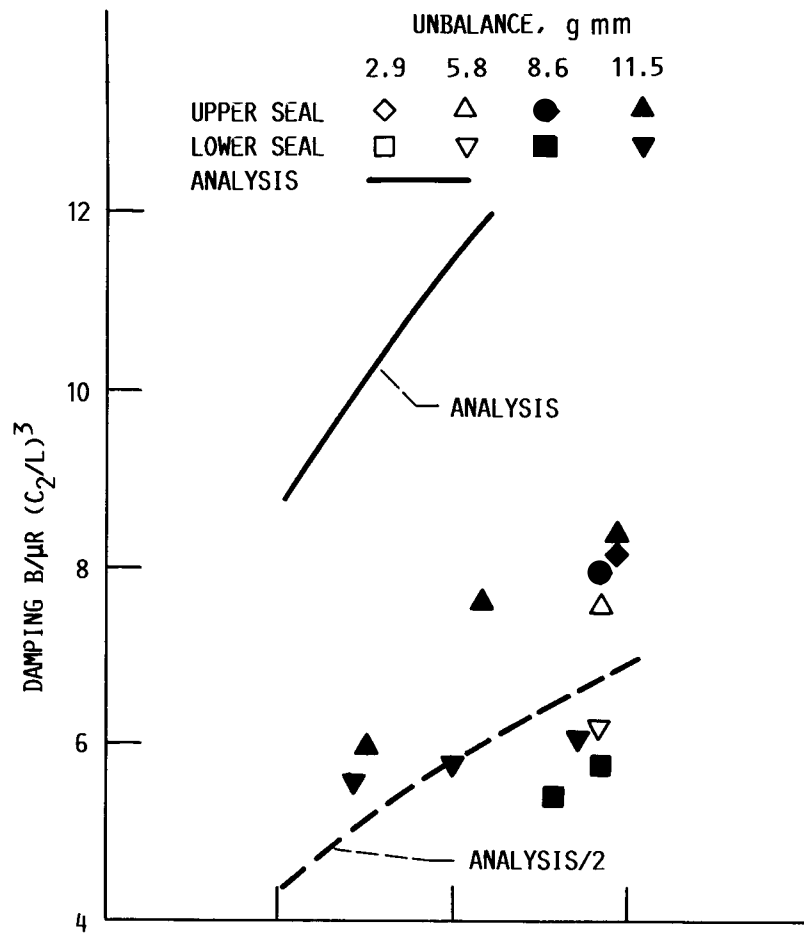 UNBALANCE, g mm
2.9 5.8 8.6 11.5
UPPER SEAL
LOWER SEAL
ANALYSIS
12
10
8
6
4
DAMPING B/μR (C₂/L)³
ANALYSIS
ANALYSIS/2